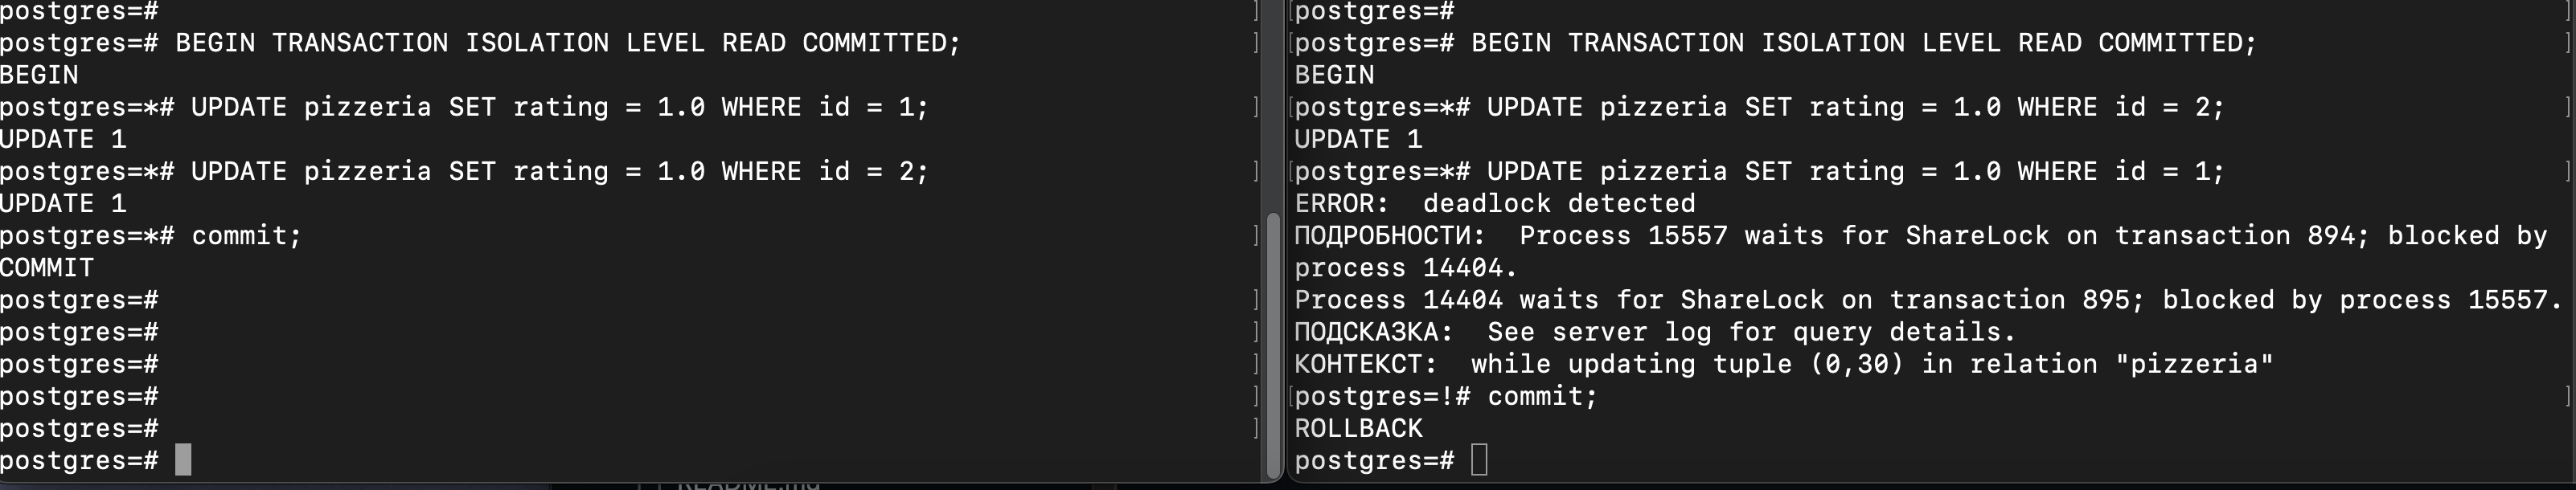 postgres=#
postgres=# BEGIN TRANSACTION ISOLATION LEVEL READ COMMITTED;
BEGIN
postgres=*# UPDATE pizzeria SET rating = 1.0 WHERE id = 1;
UPDATE 1
postgres=*# UPDATE pizzeria SET rating = 1.0 WHERE id = 2;
UPDATE 1
postgres=*# commit;
COMMIT
postgres=#
postgres=#
postgres=#
postgres=#
postgres=#
postgres=#
postgres=#
postgres=# BEGIN TRANSACTION ISOLATION LEVEL READ COMMITTED;
BEGIN
postgres=*# UPDATE pizzeria SET rating = 1.0 WHERE id = 2;
UPDATE 1
postgres=*# UPDATE pizzeria SET rating = 1.0 WHERE id = 1;
ERROR:  deadlock detected
ПОДРОБНОСТИ:  Process 15557 waits for ShareLock on transaction 894; blocked by
process 14404.
Process 14404 waits for ShareLock on transaction 895; blocked by process 15557.
ПОДСКАЗКА:  See server log for query details.
КОНТЕКСТ:  while updating tuple (0,30) in relation "pizzeria"
postgres=!# commit;
ROLLBACK
postgres=#